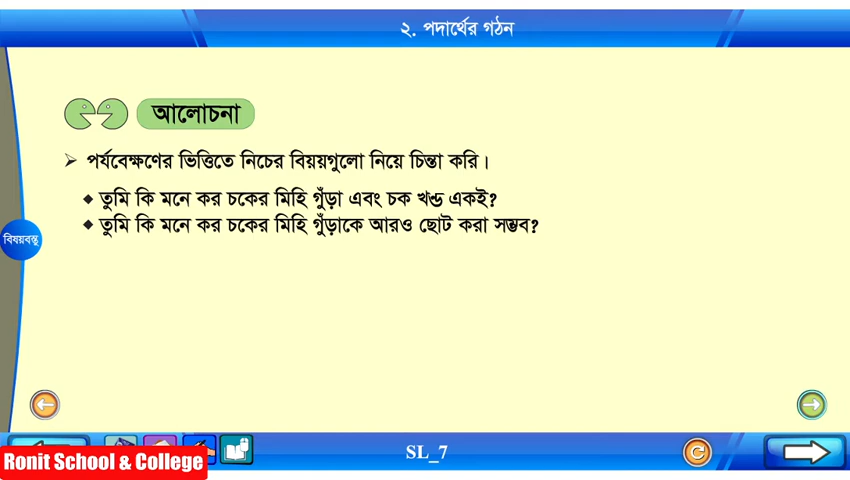 ২. পদার্থের গঠন
আলোচনা
➢ পর্যবেক্ষণের ভিত্তিতে নিচের বিষয়গুলো নিয়ে চিন্তা করি।
◆ তুমি কি মনে কর চকের মিহি গুঁড়া এবং চক খন্ড একই?
◆ তুমি কি মনে কর চকের মিহি গুঁড়াকে আরও ছোট করা সম্ভব?
বিষয়বস্তু
SL_7
Ronit School & College